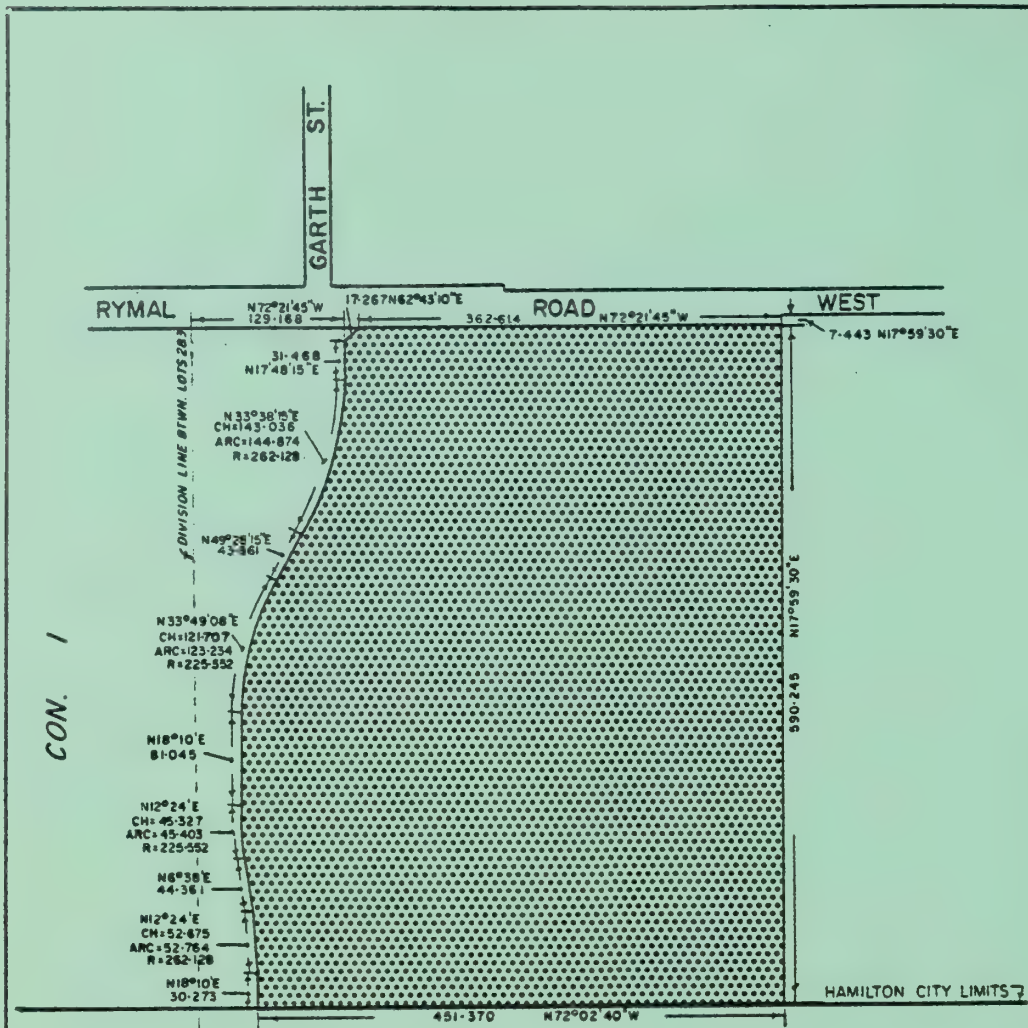 GARTH ST.
RYMAL ROAD WEST
N72°21'45"W
129·168
17·267 N62°43'10"E
362·614 N72°21'45"W
7·443 N17°59'30"E
31·468
N17°48'15"E
DIVISION LINE BTWN. LOTS 2&3
N33°38'15"E
CH=143·036
ARC=144·874
R=262·128
N49°28'15"E
43·861
N33°49'08"E
CH=121·707
ARC=123·234
R=225·552
CON. 1
590·245 N17°59'30"E
N18°10'E
81·045
N12°24'E
CH=45·327
ARC=45·403
R=225·552
N6°38'E
44·361
N12°24'E
CH=52·675
ARC=52·764
R=262·128
N18°10'E
30·273
HAMILTON CITY LIMITS
451·370 N72°02'40"W